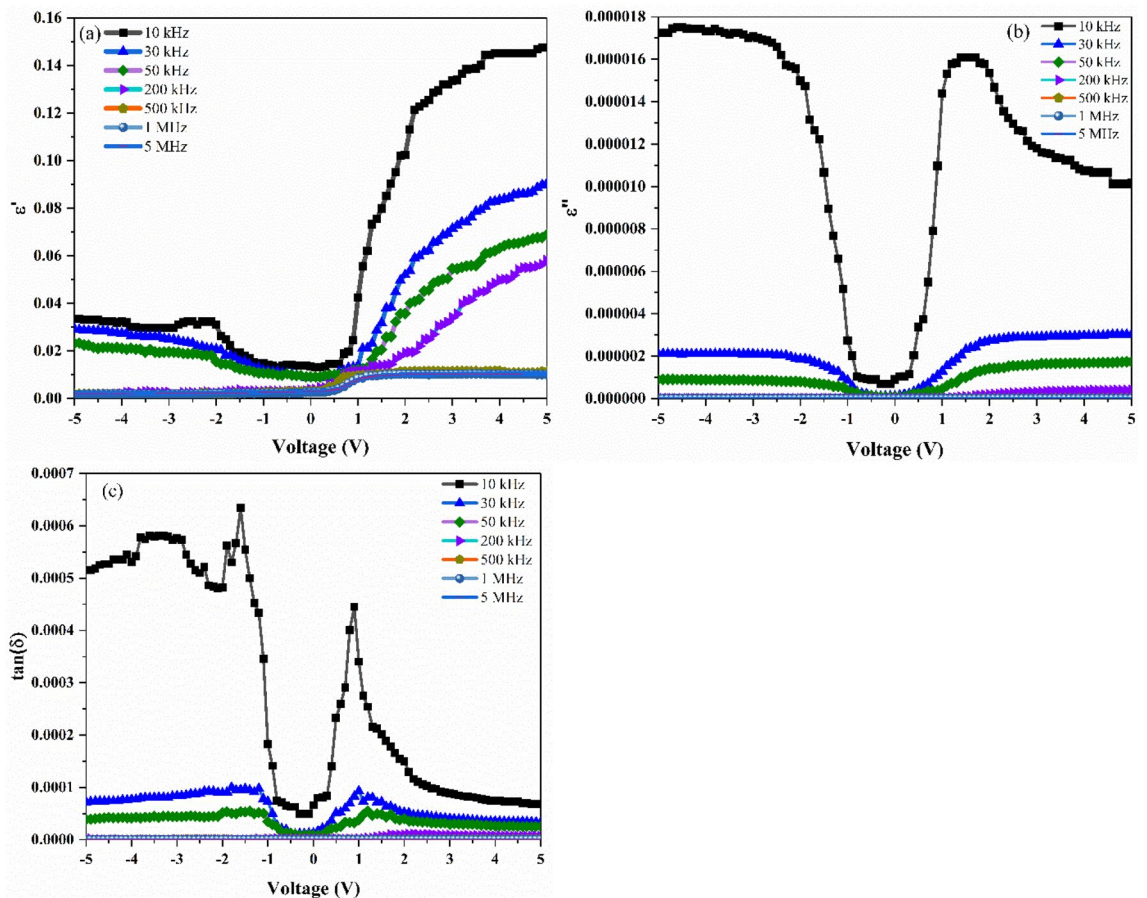 (a)
10 kHz
30 kHz
50 kHz
200 kHz
500 kHz
1 MHz
5 MHz
0.16
0.14
0.12
0.10
0.08
0.06
0.04
0.02
0.00
ε'
-5 -4 -3 -2 -1 0 1 2 3 4 5
Voltage (V)
(b)
10 kHz
30 kHz
50 kHz
200 kHz
500 kHz
1 MHz
5 MHz
0.000018
0.000016
0.000014
0.000012
0.000010
0.000008
0.000006
0.000004
0.000002
0.000000
ε"
-5 -4 -3 -2 -1 0 1 2 3 4 5
Voltage (V)
(c)
10 kHz
30 kHz
50 kHz
200 kHz
500 kHz
1 MHz
5 MHz
0.0007
0.0006
0.0005
0.0004
0.0003
0.0002
0.0001
0.0000
tan(δ)
-5 -4 -3 -2 -1 0 1 2 3 4 5
Voltage (V)